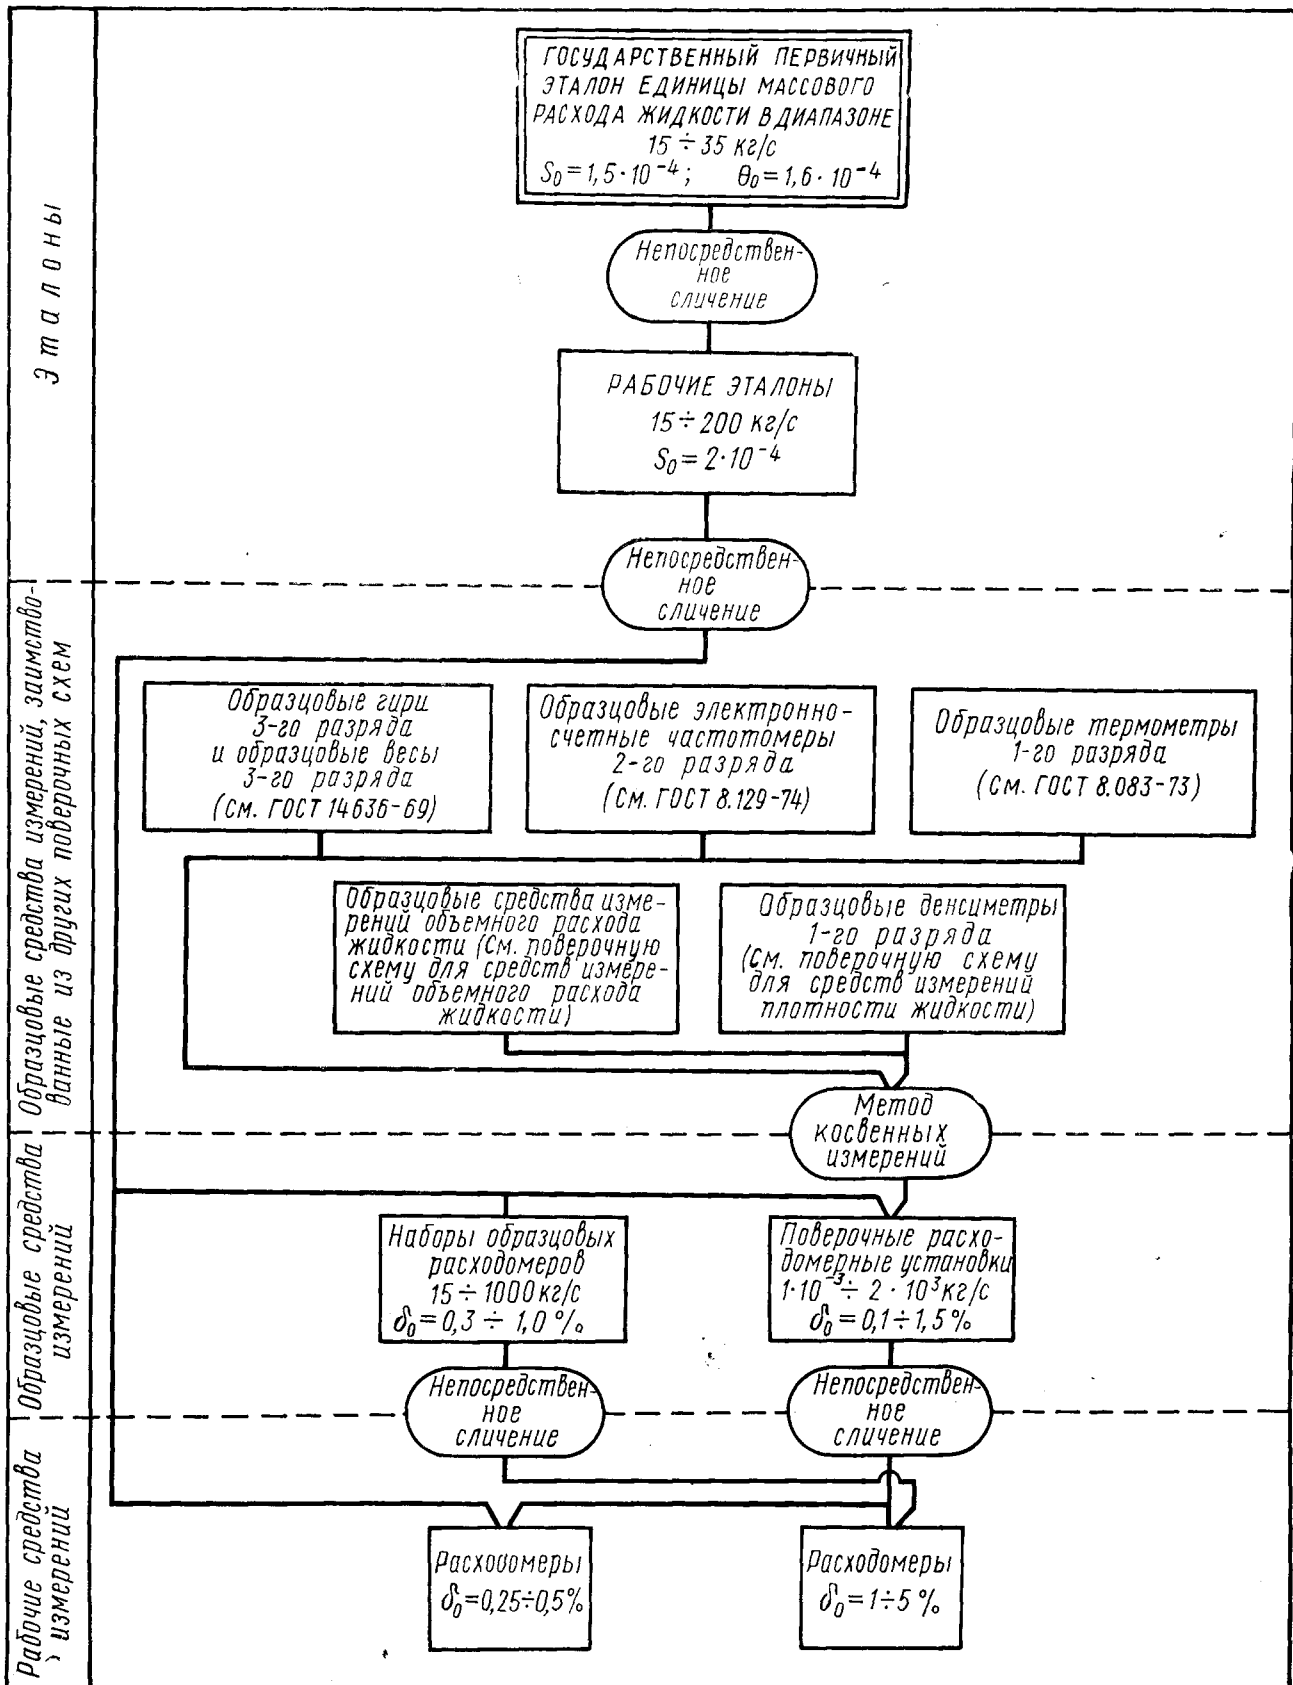 Эталоны
ГОСУДАРСТВЕННЫЙ ПЕРВИЧНЫЙ
ЭТАЛОН ЕДИНИЦЫ МАССОВОГО
РАСХОДА ЖИДКОСТИ В ДИАПАЗОНЕ
15 ÷ 35 кг/с
S₀ = 1,5·10⁻⁴; θ₀ = 1,6·10⁻⁴
Непосредствен-
ное
сличение
РАБОЧИЕ ЭТАЛОНЫ
15 ÷ 200 кг/с
S₀ = 2·10⁻⁴
Непосредствен-
ное
сличение
Образцовые средства измерений, заимство-
ванные из других поверочных схем
Образцовые гири
3-го разряда
и образцовые весы
3-го разряда
(См. ГОСТ 14636-69)
Образцовые электронно-
счетные частотомеры
2-го разряда
(См. ГОСТ 8.129-74)
Образцовые термометры
1-го разряда
(См. ГОСТ 8.083-73)
Образцовые средства изме-
рений объемного расхода
жидкости (См. поверочную
схему для средств измере-
ний объемного расхода
жидкости)
Образцовые денсиметры
1-го разряда
(См. поверочную схему
для средств измерений
плотности жидкости)
Метод
косвенных
измерений
Образцовые средства
измерений
Наборы образцовых
расходомеров
15 ÷ 1000 кг/с
δ₀ = 0,3 ÷ 1,0 %
Поверочные расхо-
домерные установки
1·10⁻³ ÷ 2·10³ кг/с
δ₀ = 0,1 ÷ 1,5 %
Непосредствен-
ное
сличение
Непосредствен-
ное
сличение
Рабочие средства
измерений
Расходомеры
δ₀ = 0,25 ÷ 0,5 %
Расходомеры
δ₀ = 1 ÷ 5 %